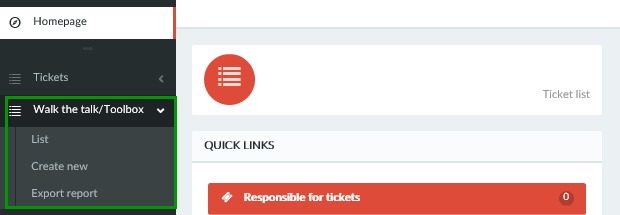 Homepage
Tickets
Walk the talk/Toolbox
List
Create new
Export report
Ticket list
QUICK LINKS
Responsible for tickets 0